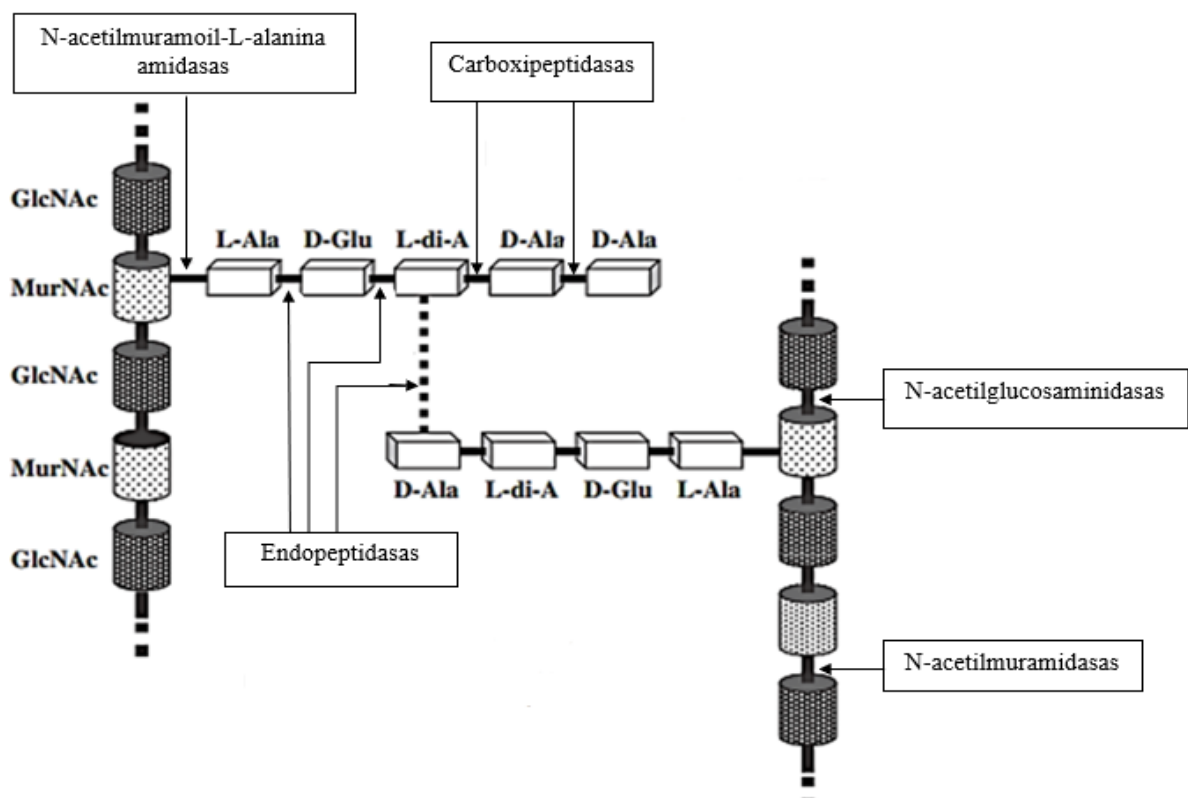 N-acetilmuramoil-L-alanina
amidasas
Carboxipeptidasas
GlcNAc
L-Ala D-Glu L-di-A D-Ala D-Ala
MurNAc
GlcNAc
N-acetilglucosaminidasas
MurNAc
D-Ala L-di-A D-Glu L-Ala
GlcNAc
Endopeptidasas
N-acetilmuramidasas